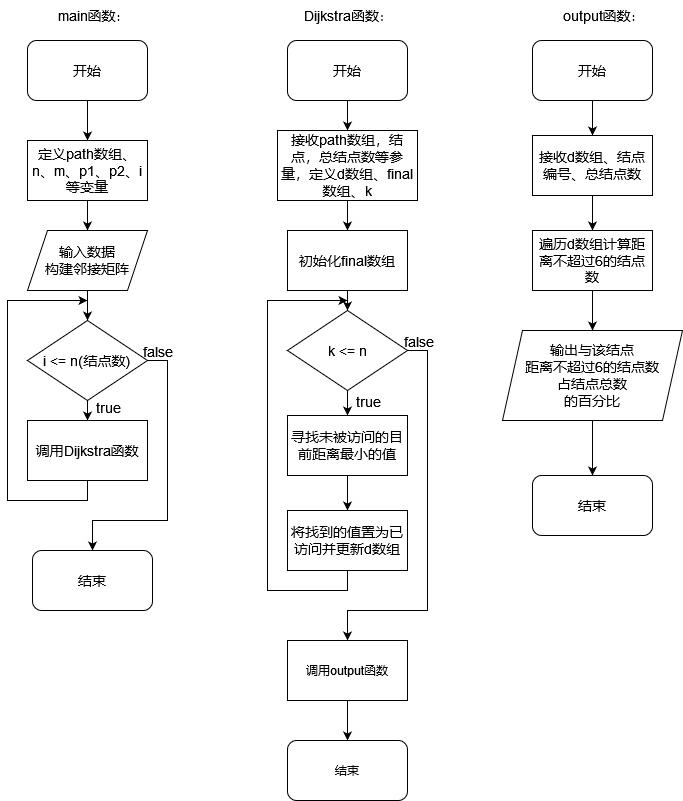 main函数：
开始
定义path数组、
n、m、p1、p2、i
等变量
输入数据
构建邻接矩阵
i <= n(结点数)
false
true
调用Dijkstra函数
结束
Dijkstra函数：
开始
接收path数组，结
点，总结点数等参
量，定义d数组、final
数组、k
初始化final数组
k <= n
false
true
寻找未被访问的目
前距离最小的值
将找到的值置为已
访问并更新d数组
调用output函数
结束
output函数：
开始
接收d数组、结点
编号、总结点数
遍历d数组计算距
离不超过6的结点
数
输出与该结点
距离不超过6的结点数
占结点总数
的百分比
结束